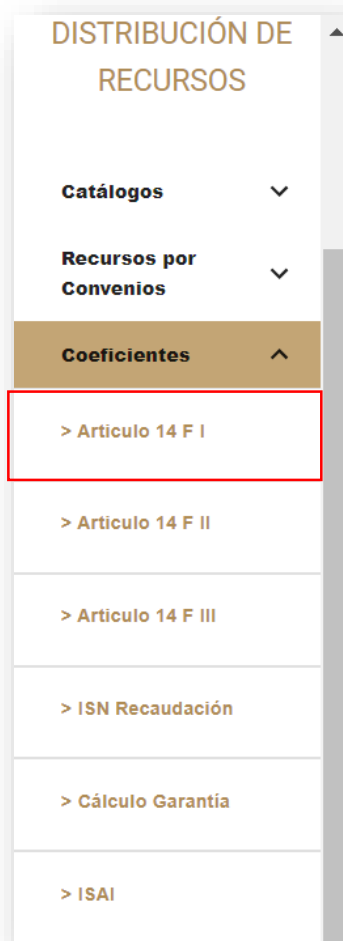 DISTRIBUCIÓN DE
RECURSOS
Catálogos
Recursos por
Convenios
Coeficientes
> Articulo 14 F I
> Articulo 14 F II
> Articulo 14 F III
> ISN Recaudación
> Cálculo Garantía
> ISAI